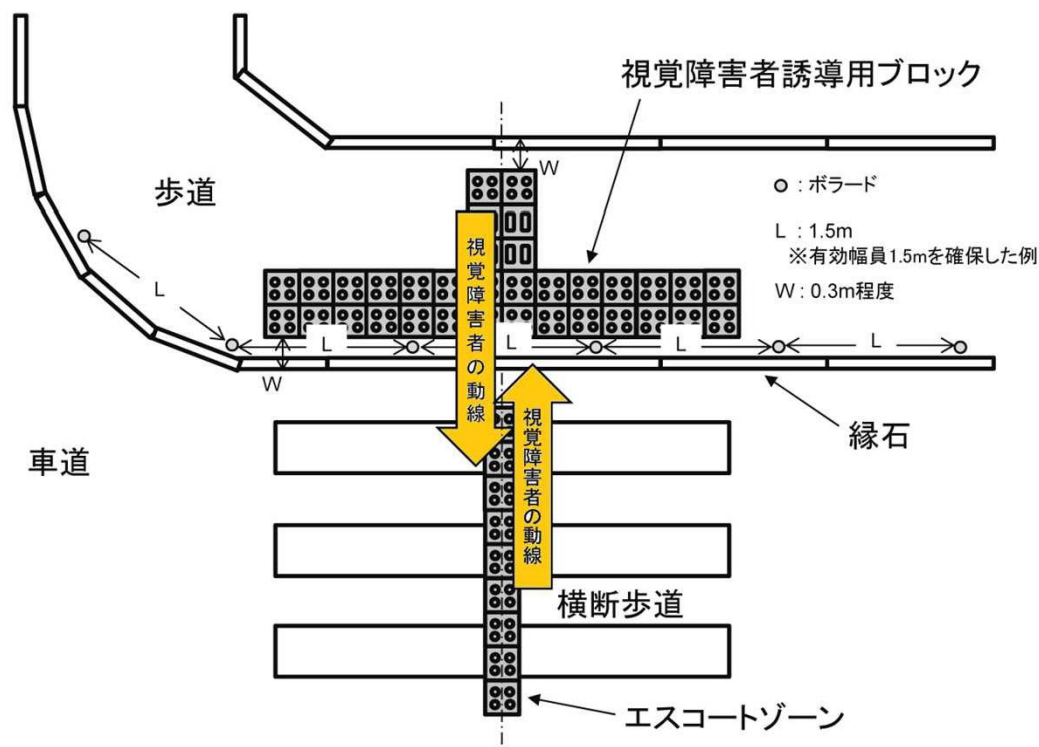 視覚障害者誘導用ブロック
W
歩道
○ : ボラード
L : 1.5m
※有効幅員1.5mを確保した例
W : 0.3m程度
視覚障害者の動線
L
L
L
L
L
W
視覚障害者の動線
縁石
車道
横断歩道
エスコートゾーン